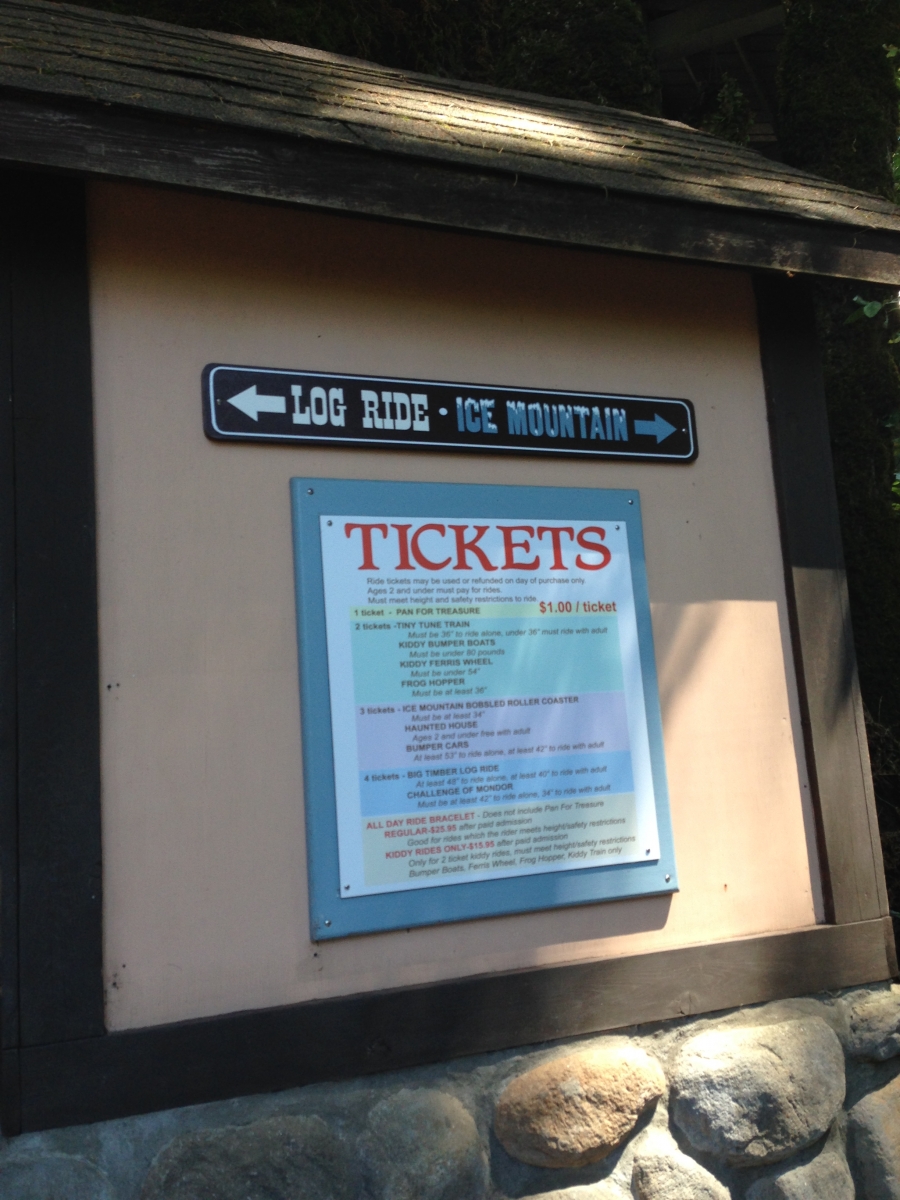 LOG RIDE • ICE MOUNTAIN
TICKETS
Ride tickets may be used or refunded on day of purchase only.
Ages 2 and under must pay for rides.
Must meet height and safety restrictions to ride.
$1.00 / ticket
1 ticket - PAN FOR TREASURE
2 tickets -TINY TUNE TRAIN
Must be 36" to ride alone, under 36" must ride with adult
KIDDY BUMPER BOATS
Must be under 80 pounds
KIDDY FERRIS WHEEL
Must be under 54"
FROG HOPPER
Must be at least 36"
3 tickets - ICE MOUNTAIN BOBSLED ROLLER COASTER
Must be at least 34"
HAUNTED HOUSE
Ages 2 and under free with adult
BUMPER CARS
At least 53" to ride alone, at least 42" to ride with adult
4 tickets - BIG TIMBER LOG RIDE
At least 48" to ride alone, at least 40" to ride with adult
CHALLENGE OF MONDOR
Must be at least 42" to ride alone, 34" to ride with adult
ALL DAY RIDE BRACELET - Does not include Pan For Treasure
REGULAR-$25.95 after paid admission
Good for rides which the rider meets height/safety restrictions
KIDDY RIDES ONLY-$15.95 after paid admission
Only for 2 ticket kiddy rides, must meet height/safety restrictions
Bumper Boats, Ferris Wheel, Frog Hopper, Kiddy Train only